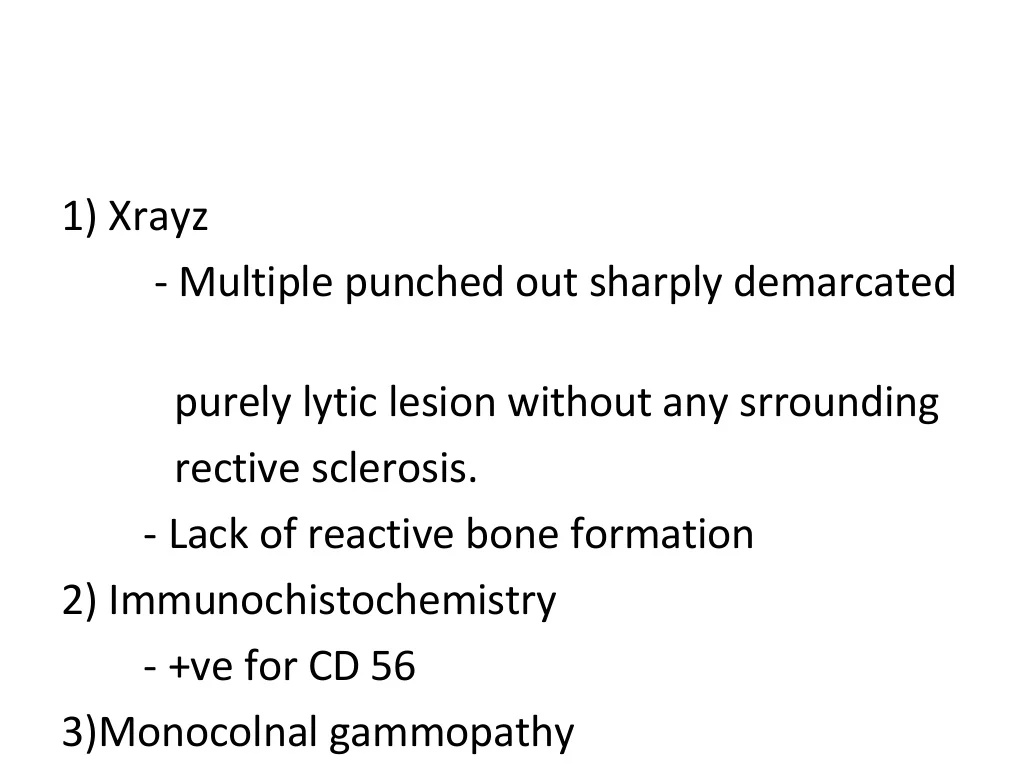 1) Xrayz
- Multiple punched out sharply demarcated
purely lytic lesion without any srrounding
rective sclerosis.
- Lack of reactive bone formation
2) Immunochistochemistry
- +ve for CD 56
3)Monocolnal gammopathy